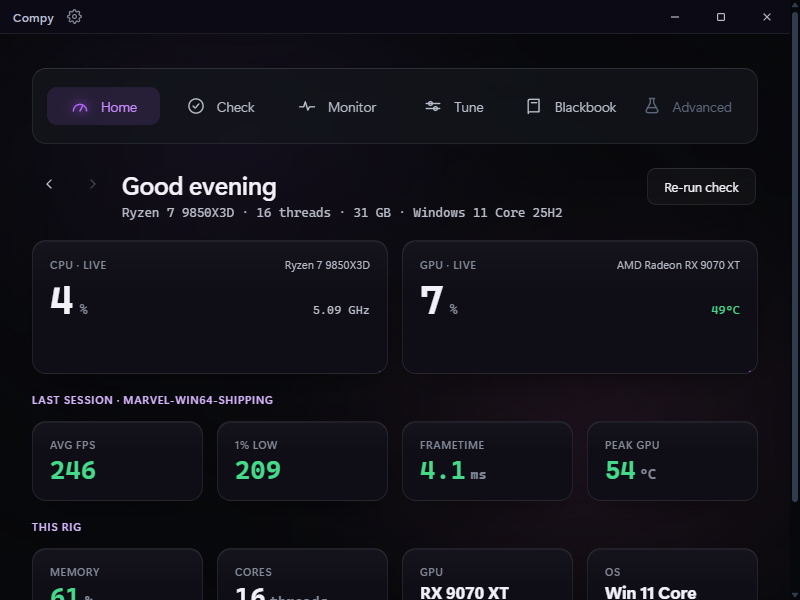 Compy
Home Check Monitor Tune Blackbook Advanced
Good evening
Re-run check
Ryzen 7 9850X3D · 16 threads · 31 GB · Windows 11 Core 25H2
CPU · LIVE Ryzen 7 9850X3D
4 % 5.09 GHz
GPU · LIVE AMD Radeon RX 9070 XT
7 % 49°C
LAST SESSION · MARVEL-WIN64-SHIPPING
AVG FPS
246
1% LOW
209
FRAMETIME
4.1 ms
PEAK GPU
54 °C
THIS RIG
MEMORY
61 %
CORES
16 threads
GPU
RX 9070 XT
OS
Win 11 Core